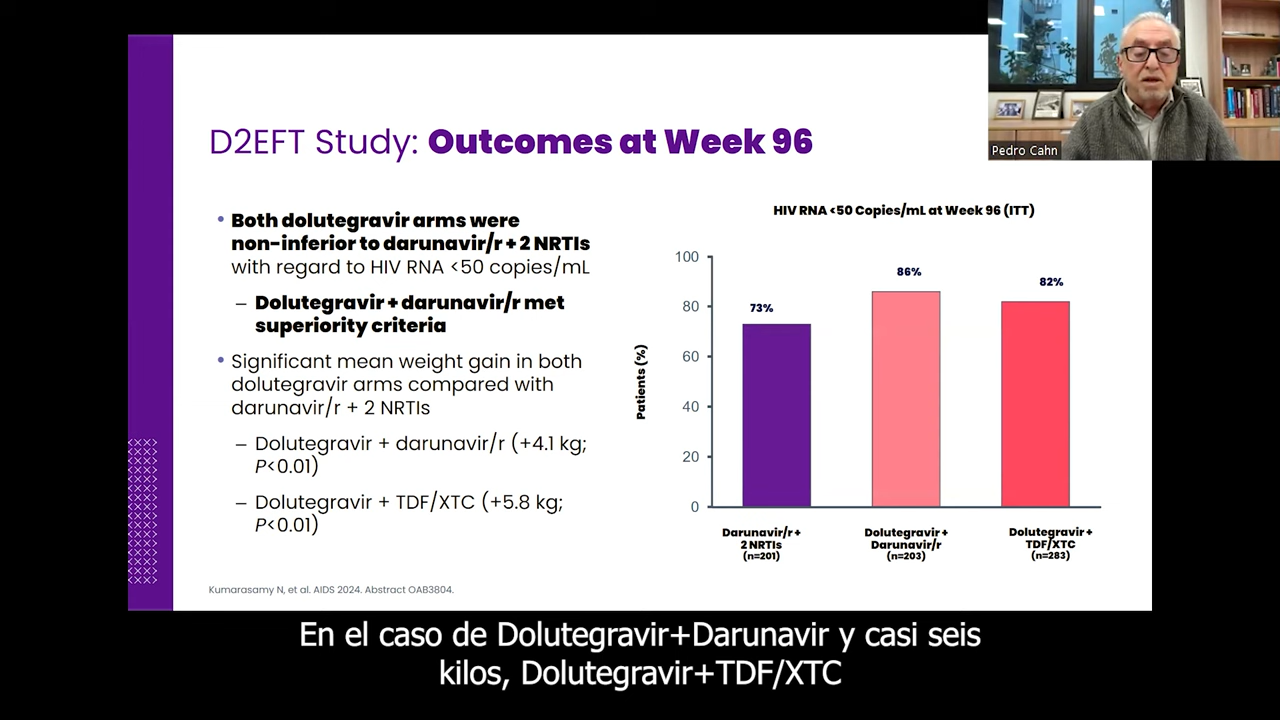 Pedro Cahn
D2EFT Study: Outcomes at Week 96
• Both dolutegravir arms were
non-inferior to darunavir/r + 2 NRTIs
with regard to HIV RNA <50 copies/mL
– Dolutegravir + darunavir/r met
superiority criteria
• Significant mean weight gain in both
dolutegravir arms compared with
darunavir/r + 2 NRTIs
– Dolutegravir + darunavir/r (+4.1 kg;
P<0.01)
– Dolutegravir + TDF/XTC (+5.8 kg;
P<0.01)
HIV RNA <50 Copies/mL at Week 96 (ITT)
Patients (%)
100
80
60
40
20
0
73%
86%
82%
Darunavir/r +
2 NRTIs
(n=201)
Dolutegravir +
Darunavir/r
(n=203)
Dolutegravir +
TDF/XTC
(n=283)
Kumarasamy N, et al. AIDS 2024. Abstract OAB3804.
En el caso de Dolutegravir+Darunavir y casi seis
kilos, Dolutegravir+TDF/XTC